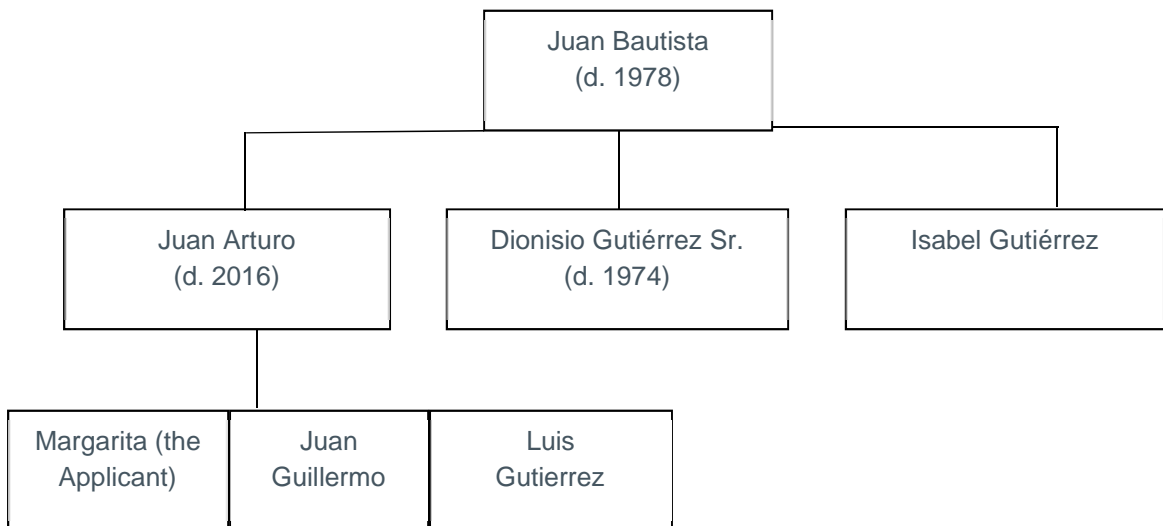 Juan Bautista
(d. 1978)
Juan Arturo
(d. 2016)
Dionisio Gutiérrez Sr.
(d. 1974)
Isabel Gutiérrez
Margarita (the
Applicant)
Juan
Guillermo
Luis
Gutierrez